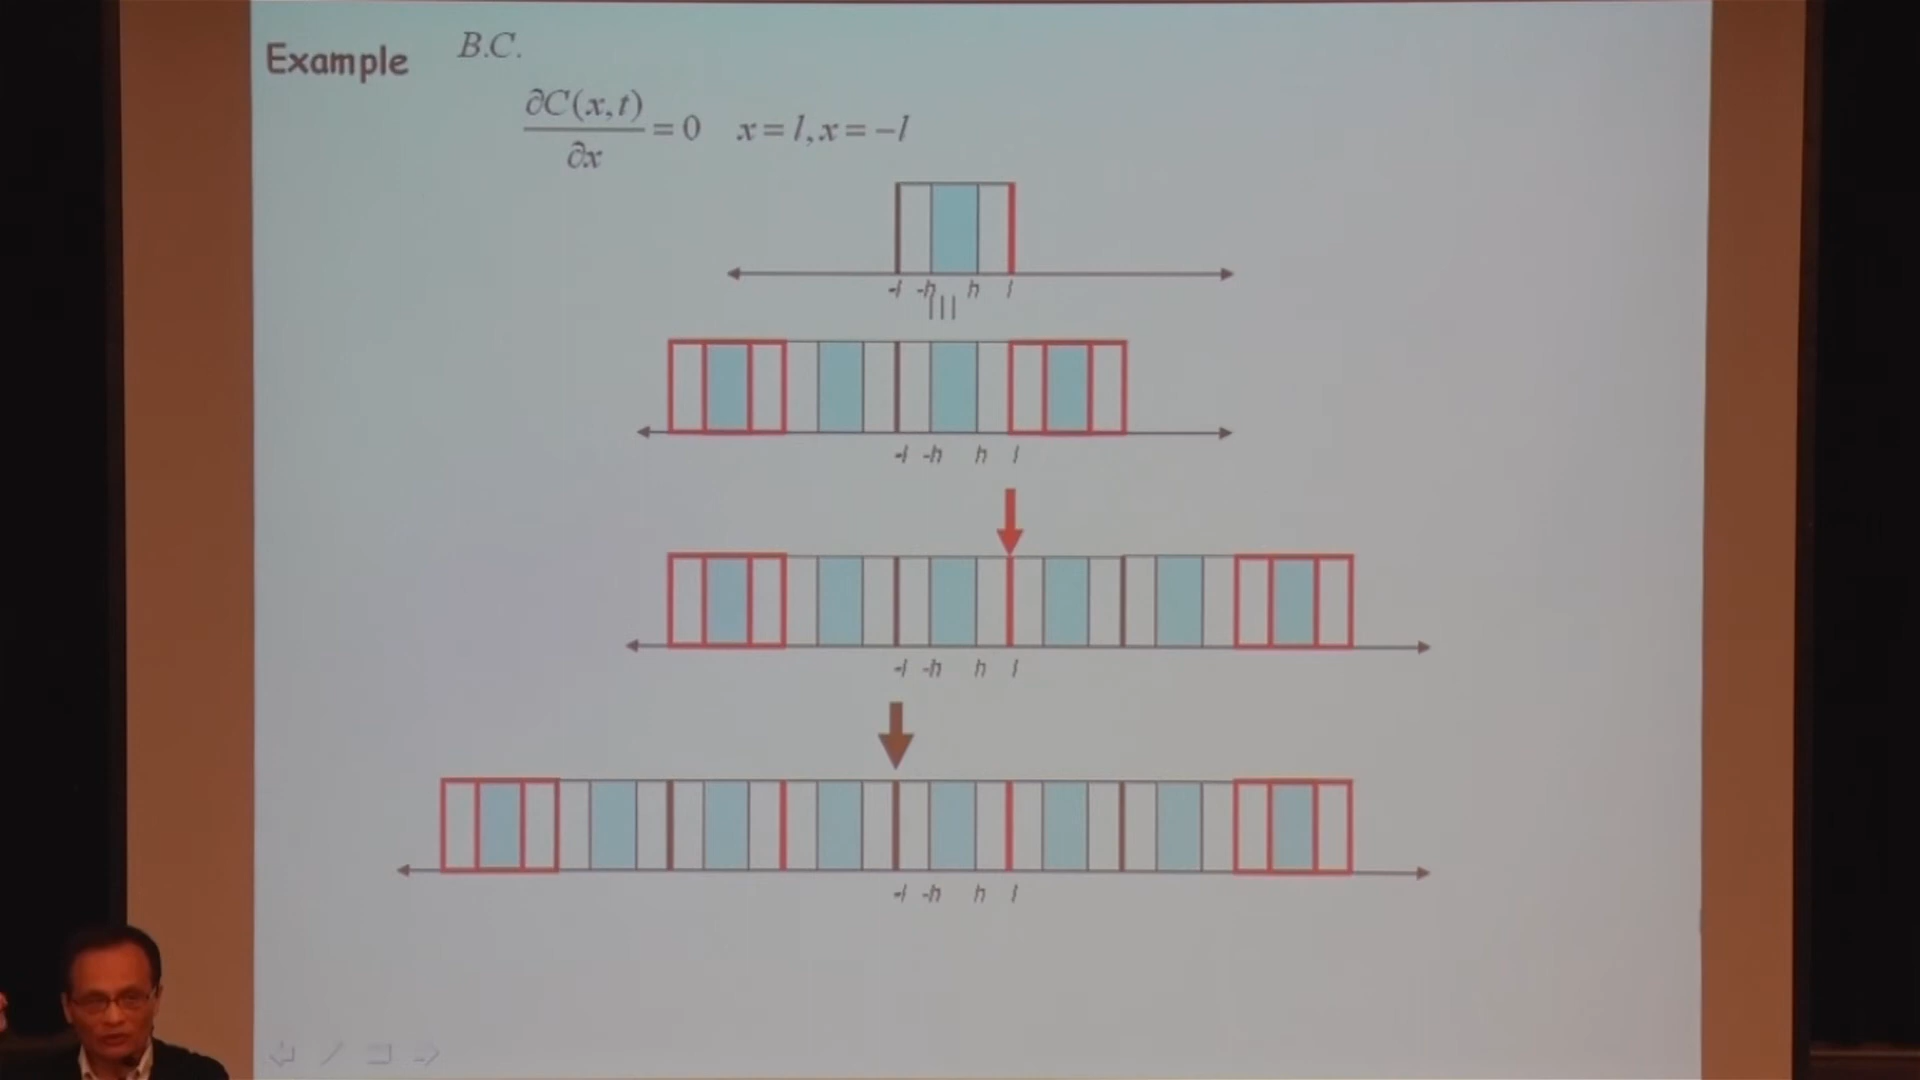 Example B.C.
∂C(x,t)/∂x = 0 x = l, x = −l
-l -h h l
|||
-l -h h l
-l -h h l
-l -h h l